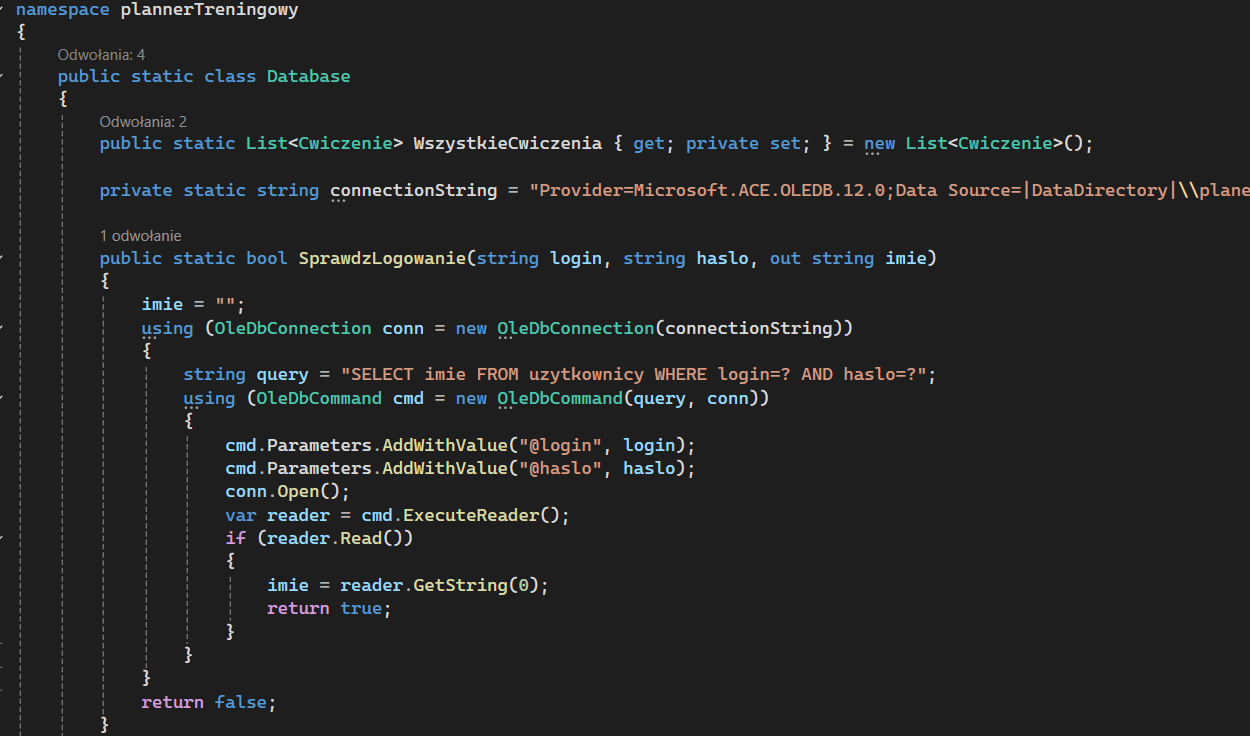 namespace plannerTreningowy
{
Odwołania: 4
public static class Database
{
Odwołania: 2
public static List<Cwiczenie> WszystkieCwiczenia { get; private set; } = new List<Cwiczenie>();
private static string connectionString = "Provider=Microsoft.ACE.OLEDB.12.0;Data Source=|DataDirectory|\\plane
1 odwołanie
public static bool SprawdzLogowanie(string login, string haslo, out string imie)
{
imie = "";
using (OleDbConnection conn = new OleDbConnection(connectionString))
{
string query = "SELECT imie FROM uzytkownicy WHERE login=? AND haslo=?";
using (OleDbCommand cmd = new OleDbCommand(query, conn))
{
cmd.Parameters.AddWithValue("@login", login);
cmd.Parameters.AddWithValue("@haslo", haslo);
conn.Open();
var reader = cmd.ExecuteReader();
if (reader.Read())
{
imie = reader.GetString(0);
return true;
}
}
}
return false;
}